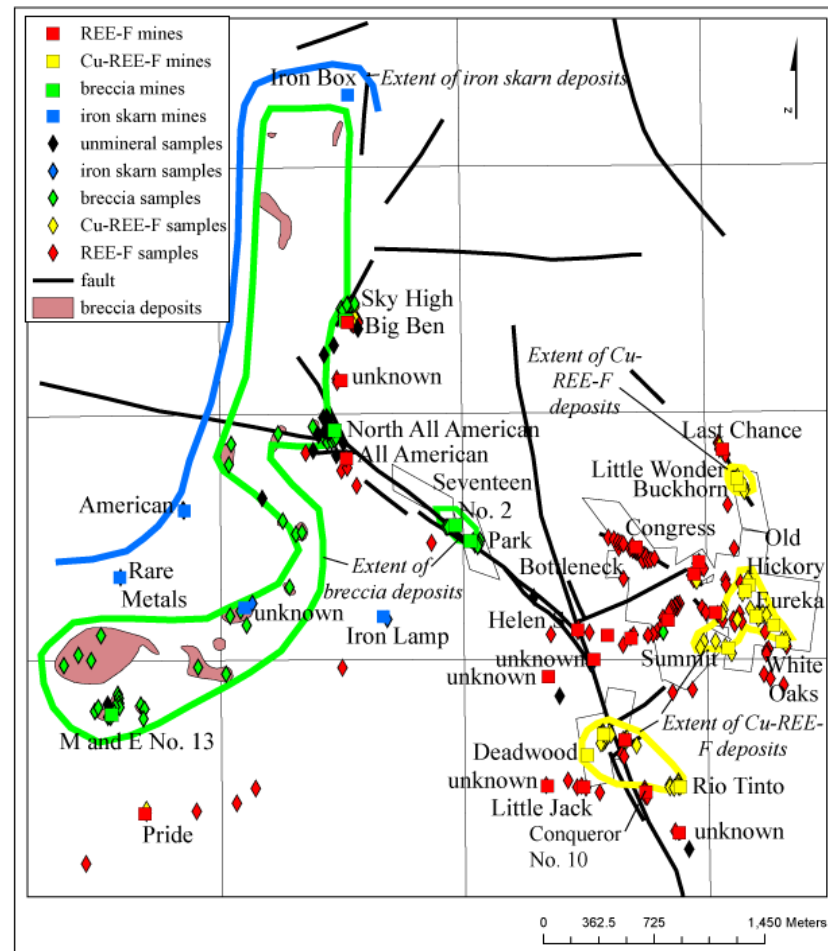 REE-F mines
Cu-REE-F mines
breccia mines
iron skarn mines
unmineral samples
iron skarn samples
breccia samples
Cu-REE-F samples
REE-F samples
fault
breccia deposits
Iron Box
Extent of iron skarn deposits
z
Sky High
Big Ben
unknown
Extent of Cu-
REE-F
deposits
North All American
All American
Last Chance
Little Wonder
Buckhorn
Seventeen
No. 2
Park
American
Congress
Old
Hickory
Bottleneck
Eureka
Extent of
breccia deposits
Rare
Metals
unknown
Iron Lamp
Helen S
unknown
unknown
Summit
White
Oaks
M and E No. 13
Extent of Cu-REE-
F deposits
Deadwood
unknown
Little Jack
Rio Tinto
Conqueror
No. 10
unknown
Pride
0 362.5 725 1,450 Meters